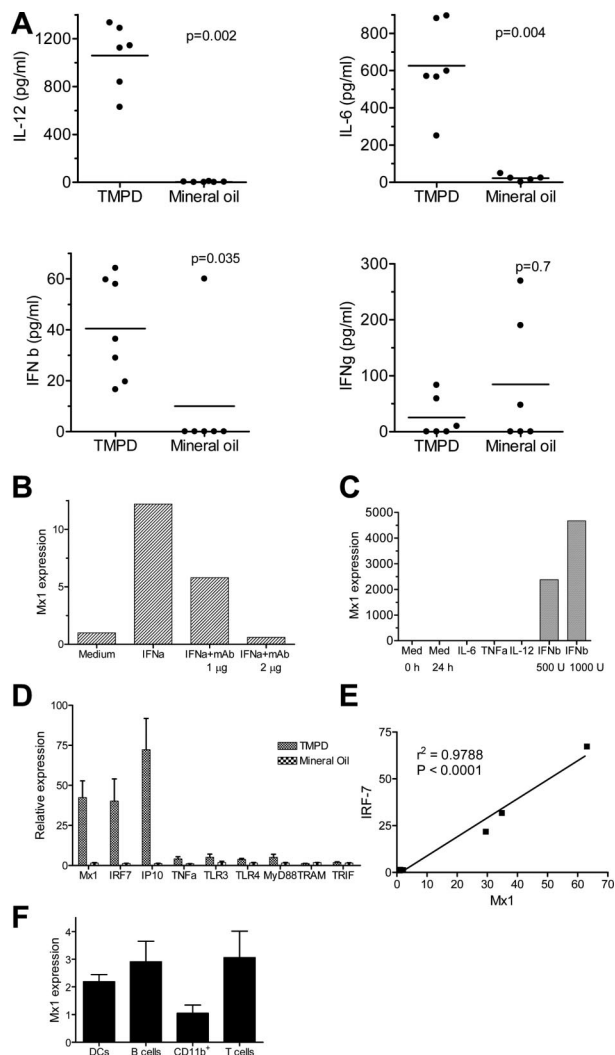 A
p=0.002
p=0.004
IL-12 (pg/ml)
1200
800
400
0
TMPD
Mineral oil
IL-6 (pg/ml)
900
600
300
0
TMPD
Mineral oil
p=0.035
p=0.7
IFN b (pg/ml)
60
40
20
0
TMPD
Mineral oil
IFNg (pg/ml)
300
200
100
0
TMPD
Mineral oil
B
Mx1 expression
10
5
0
Medium
IFNa
IFNa+mAb
1 µg
IFNa+mAb
2 µg
C
Mx1 expression
5000
4000
3000
2000
1000
0
Med
0 h
Med
24 h
IL-6
TNFa
IL-12
IFNb
500 U
IFNb
1000 U
D
Relative expression
100
75
50
25
0
TMPD
Mineral Oil
Mx1
IRF7
IP10
TNFa
TLR3
TLR4
MyD88
TRAM
TRIF
E
r2 = 0.9788
P < 0.0001
IRF-7
75
50
25
0
0
10
20
30
40
50
60
70
Mx1
F
Mx1 expression
4
3
2
1
0
DCs
B cells
CD11b+
T cells